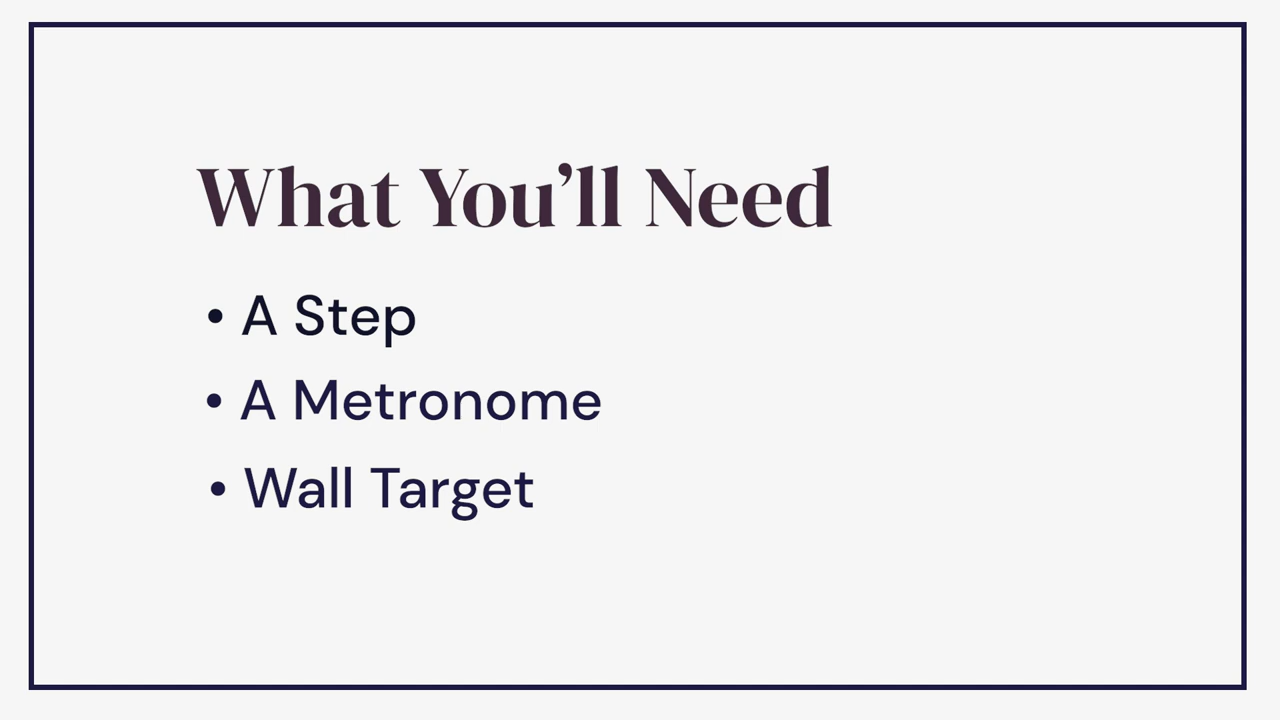 What You’ll Need
• A Step
• A Metronome
• Wall Target